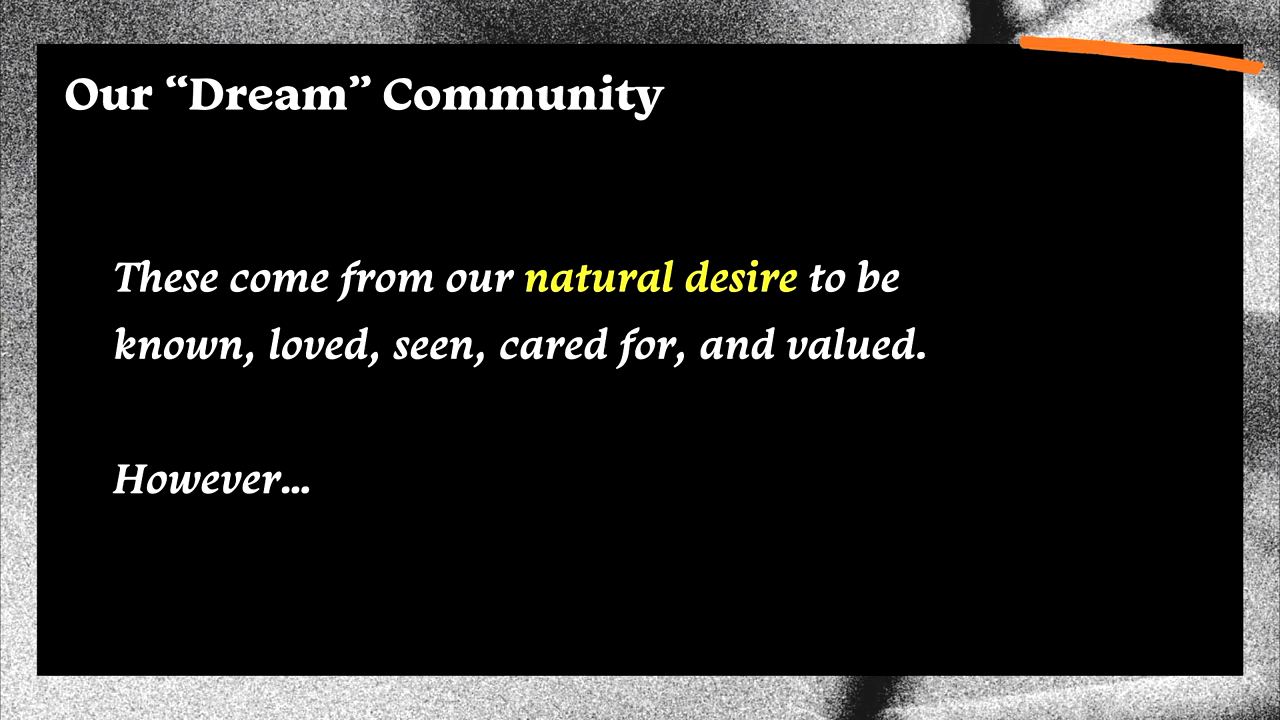 Our “Dream” Community
These come from our natural desire to be
known, loved, seen, cared for, and valued.
However...